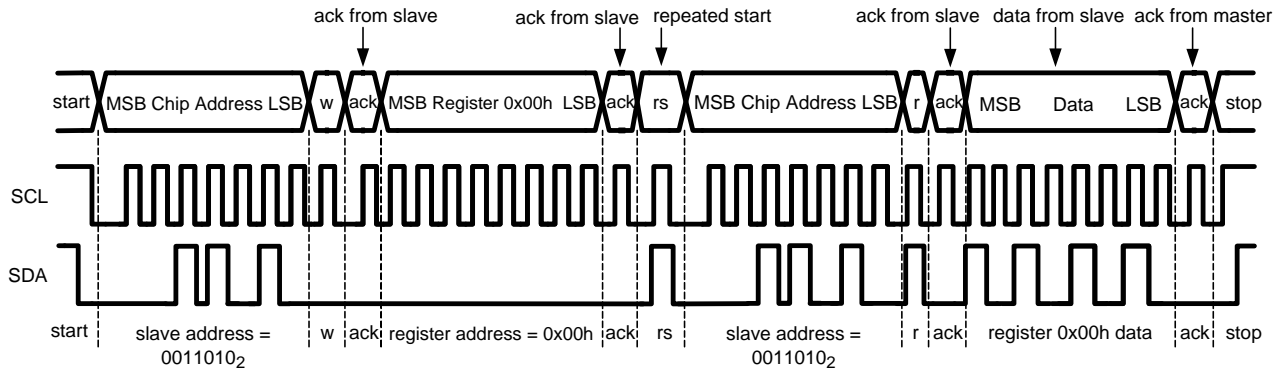 ack from slave ack from slave repeated start ack from slave data from slave ack from master
start MSB Chip Address LSB w ack MSB Register 0x00h LSB ack rs MSB Chip Address LSB r ack MSB Data LSB ack stop
SCL
SDA
start slave address = w ack register address = 0x00h ack rs slave address = r ack register 0x00h data ack stop
0011010₂ 0011010₂